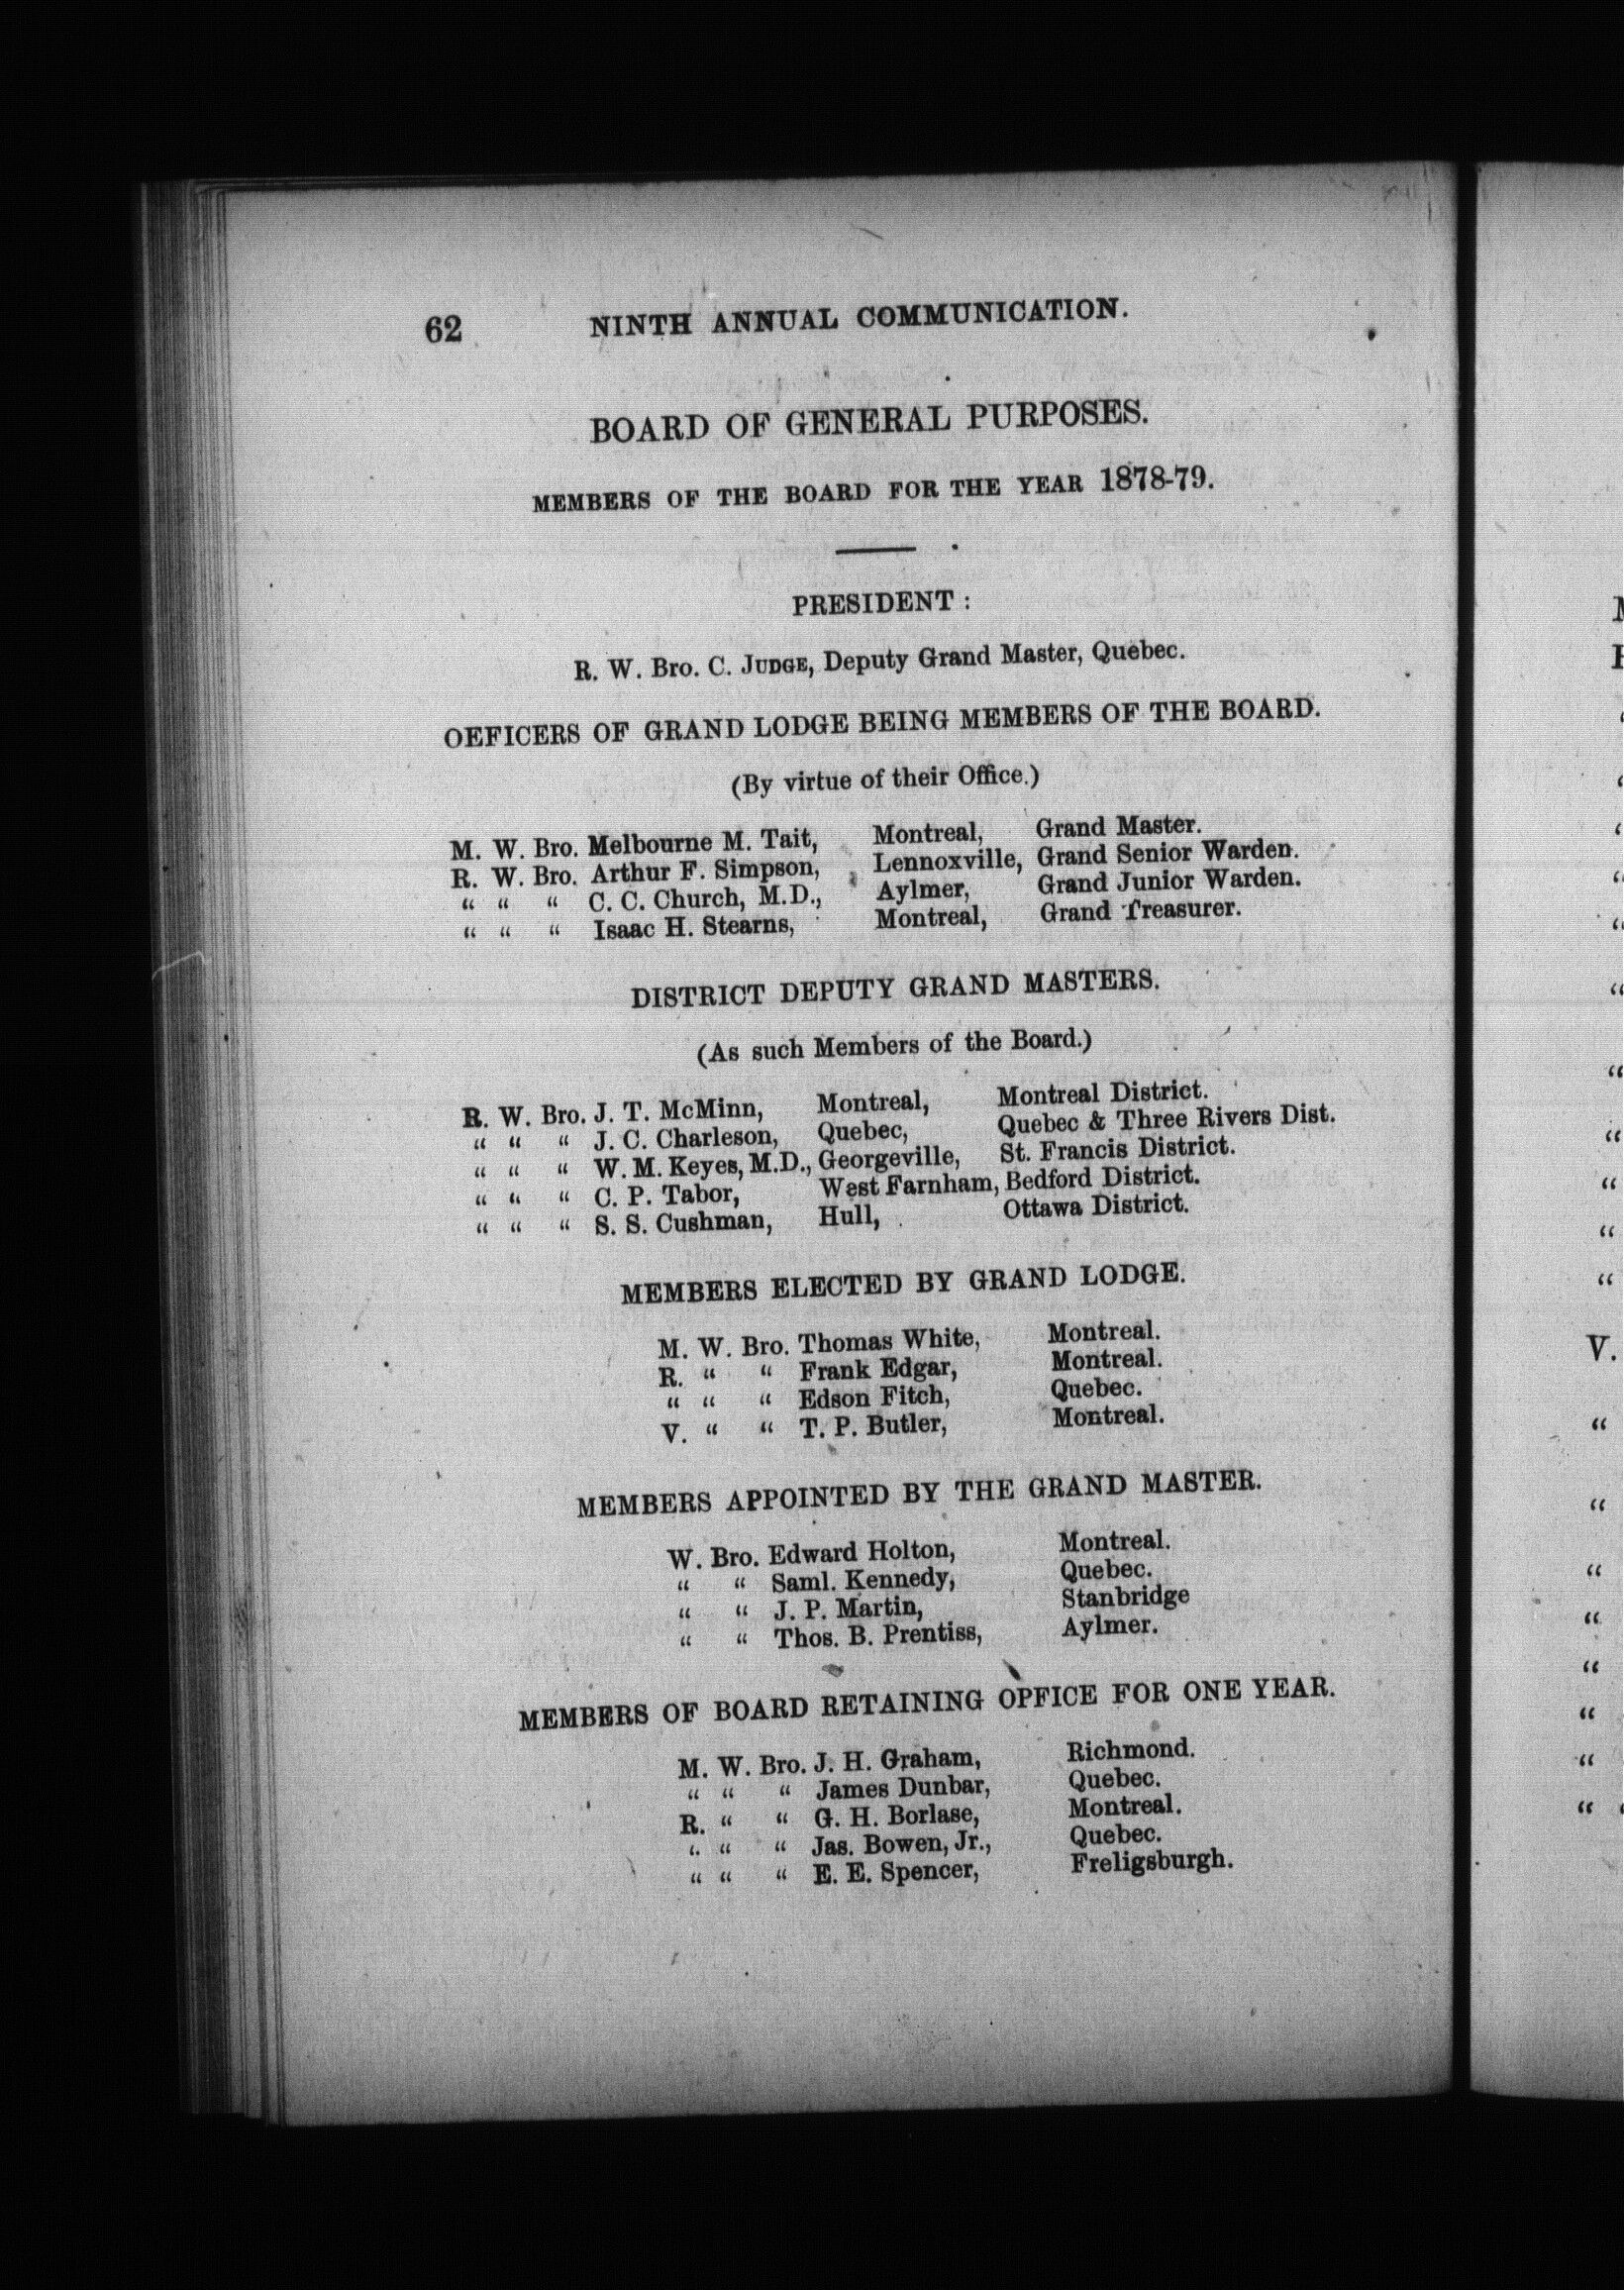 62 NINTH ANNUAL COMMUNICATION.
BOARD OF GENERAL PURPOSES.
MEMBERS OF THE BOARD FOR THE YEAR 1878-79.
PRESIDENT :
R. W. Bro. C. JUDGE, Deputy Grand Master, Quebec.
OEFICERS OF GRAND LODGE BEING MEMBERS OF THE BOARD.
(By virtue of their Office.)
M. W. Bro. Melbourne M. Tait, Montreal, Grand Master.
R. W. Bro. Arthur F. Simpson, Lennoxville, Grand Senior Warden.
“ “ “ C. C. Church, M.D., Aylmer, Grand Junior Warden.
“ “ “ Isaac H. Stearns, Montreal, Grand Treasurer.
DISTRICT DEPUTY GRAND MASTERS.
(As such Members of the Board.)
R. W. Bro. J. T. McMinn, Montreal, Montreal District.
“ “ “ J. C. Charleson, Quebec, Quebec & Three Rivers Dist.
“ “ “ W. M. Keyes, M.D., Georgeville, St. Francis District.
“ “ “ C. P. Tabor, West Farnham, Bedford District.
“ “ “ S. S. Cushman, Hull, Ottawa District.
MEMBERS ELECTED BY GRAND LODGE.
M. W. Bro. Thomas White, Montreal.
R. “ “ Frank Edgar, Montreal.
“ “ “ Edson Fitch, Quebec.
V. “ “ T. P. Butler, Montreal.
MEMBERS APPOINTED BY THE GRAND MASTER.
W. Bro. Edward Holton, Montreal.
“ “ Saml. Kennedy, Quebec.
“ “ J. P. Martin, Stanbridge
“ “ Thos. B. Prentiss, Aylmer.
MEMBERS OF BOARD RETAINING OFFICE FOR ONE YEAR.
M. W. Bro. J. H. Graham, Richmond.
“ “ “ James Dunbar, Quebec.
R. “ “ G. H. Borlase, Montreal.
“ “ “ Jas. Bowen, Jr., Quebec.
“ “ “ E. E. Spencer, Freligsburgh.
V.